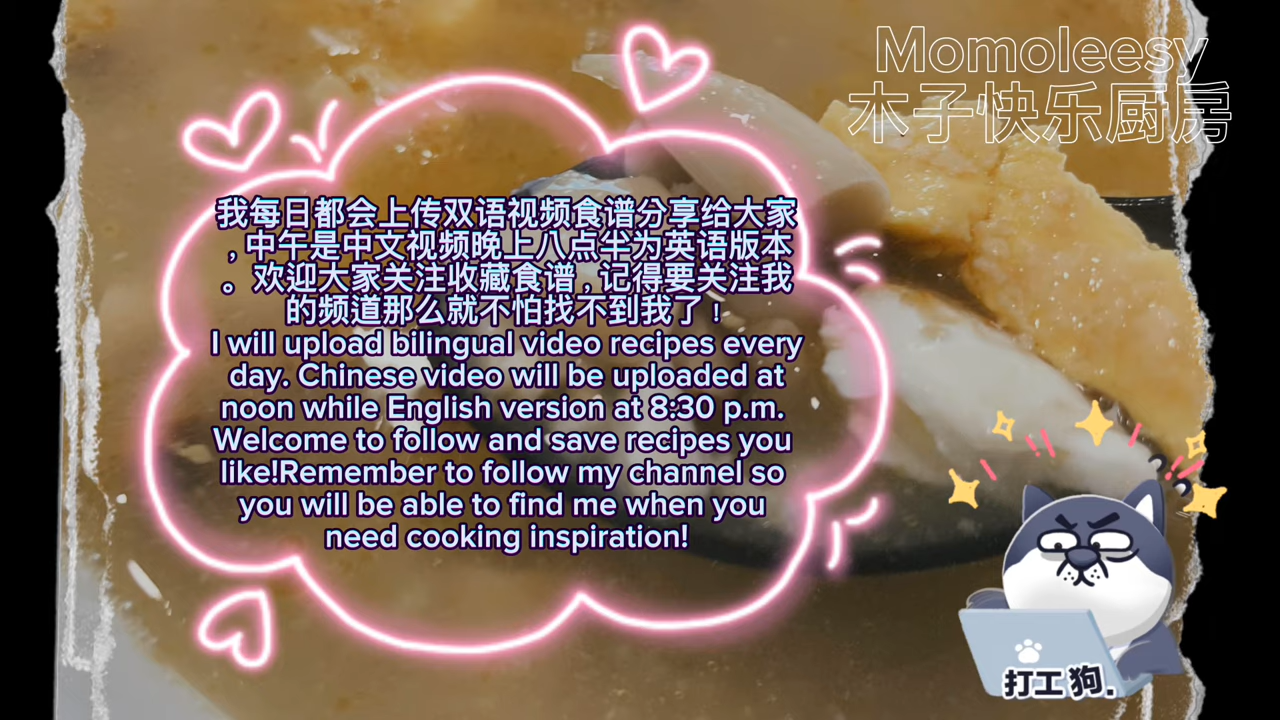 Momoleesy
木子快乐厨房
我每日都会上传双语视频食谱分享给大家
,中午是中文视频晚上八点半为英语版本
。欢迎大家关注收藏食谱,记得要关注我
的频道那么就不怕找不到我了!
I will upload bilingual video recipes every
day. Chinese video will be uploaded at
noon while English version at 8:30 p.m.
Welcome to follow and save recipes you
like!Remember to follow my channel so
you will be able to find me when you
need cooking inspiration!
打工狗.